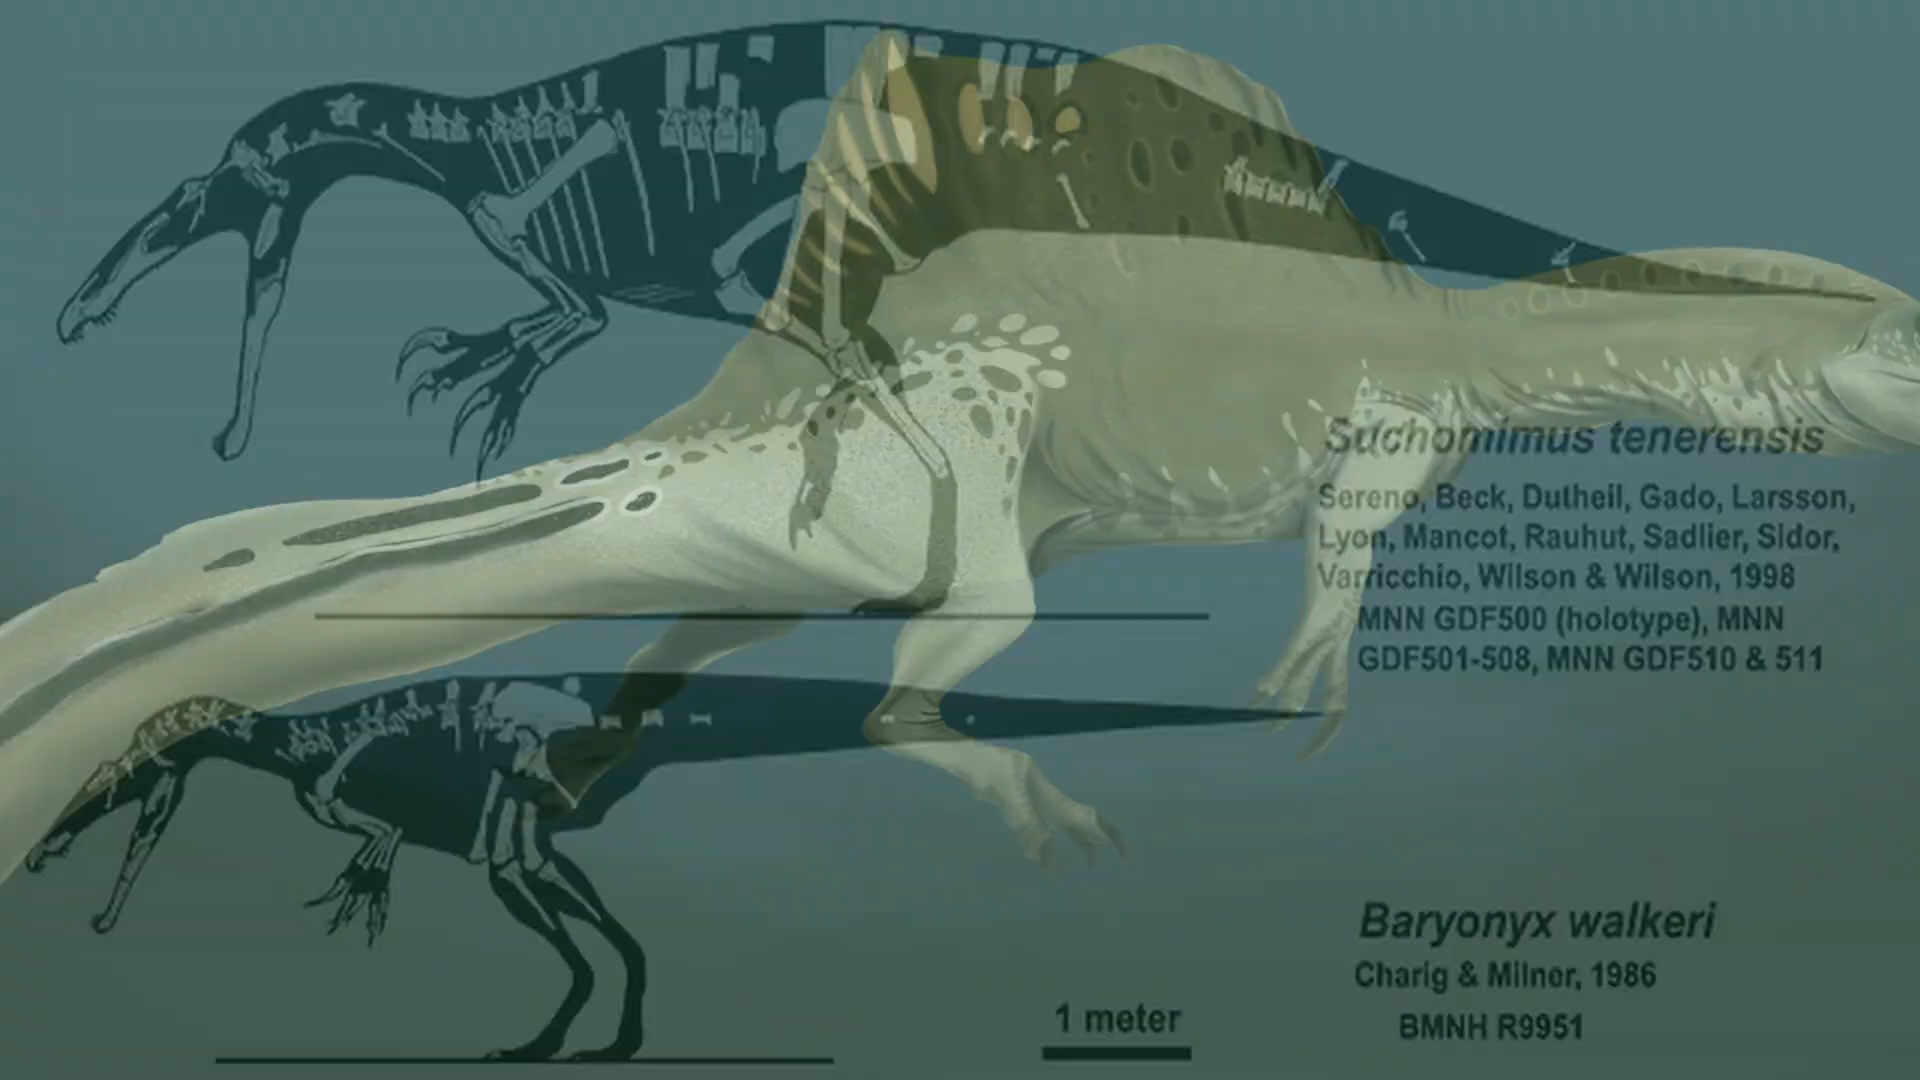 Suchomimus tenerensis
Sereno, Beck, Dutheil, Gado, Larsson,
Lyon, Mancot, Rauhut, Sadlier, Sidor,
Varricchio, Wilson & Wilson, 1998
MNN GDF500 (holotype), MNN
GDF501-508, MNN GDF510 & 511
Baryonyx walkeri
Charig & Milner, 1986
BMNH R9951
1 meter